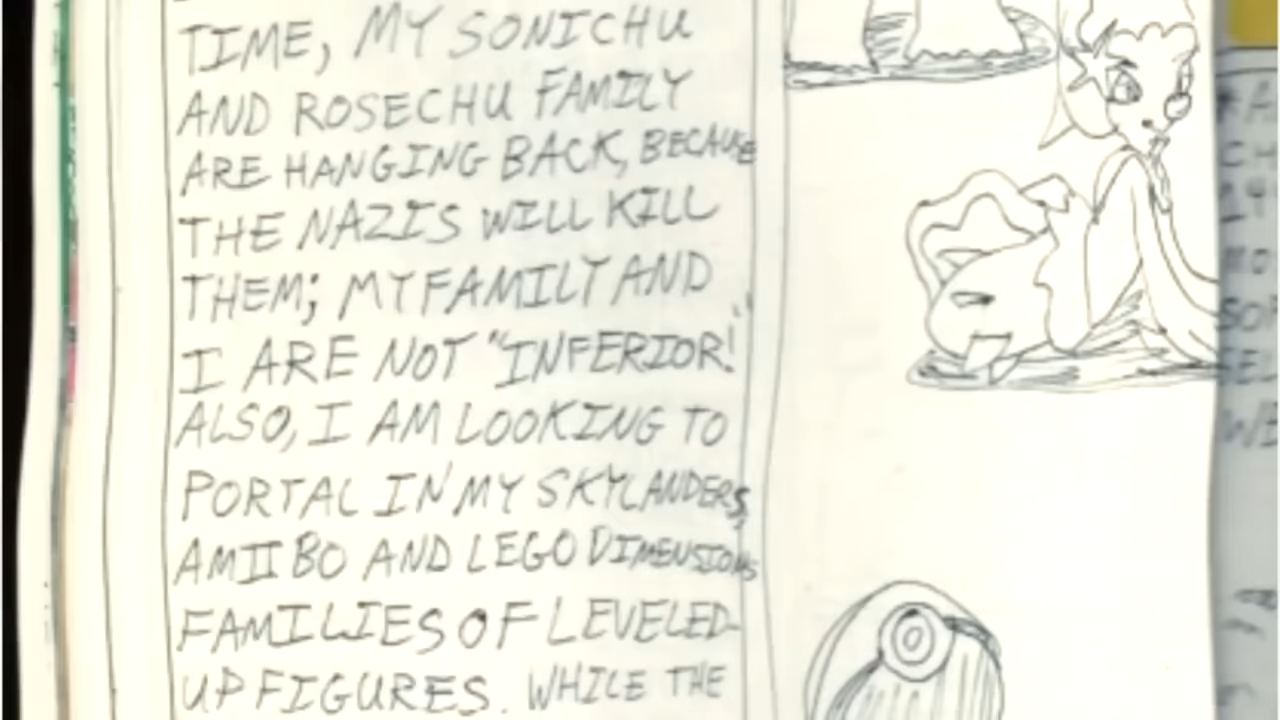 TIME, MY SONICHU
AND ROSECHU FAMILY
ARE HANGING BACK, BECAUSE
THE NAZIS WILL KILL
THEM; MY FAMILY AND
I ARE NOT "INFERIOR!"
ALSO, I AM LOOKING TO
PORTAL IN MY SKYLANDERS,
AMIIBO AND LEGO DIMENSIONS
FAMILIES OF LEVELED-
UP FIGURES. WHILE THE